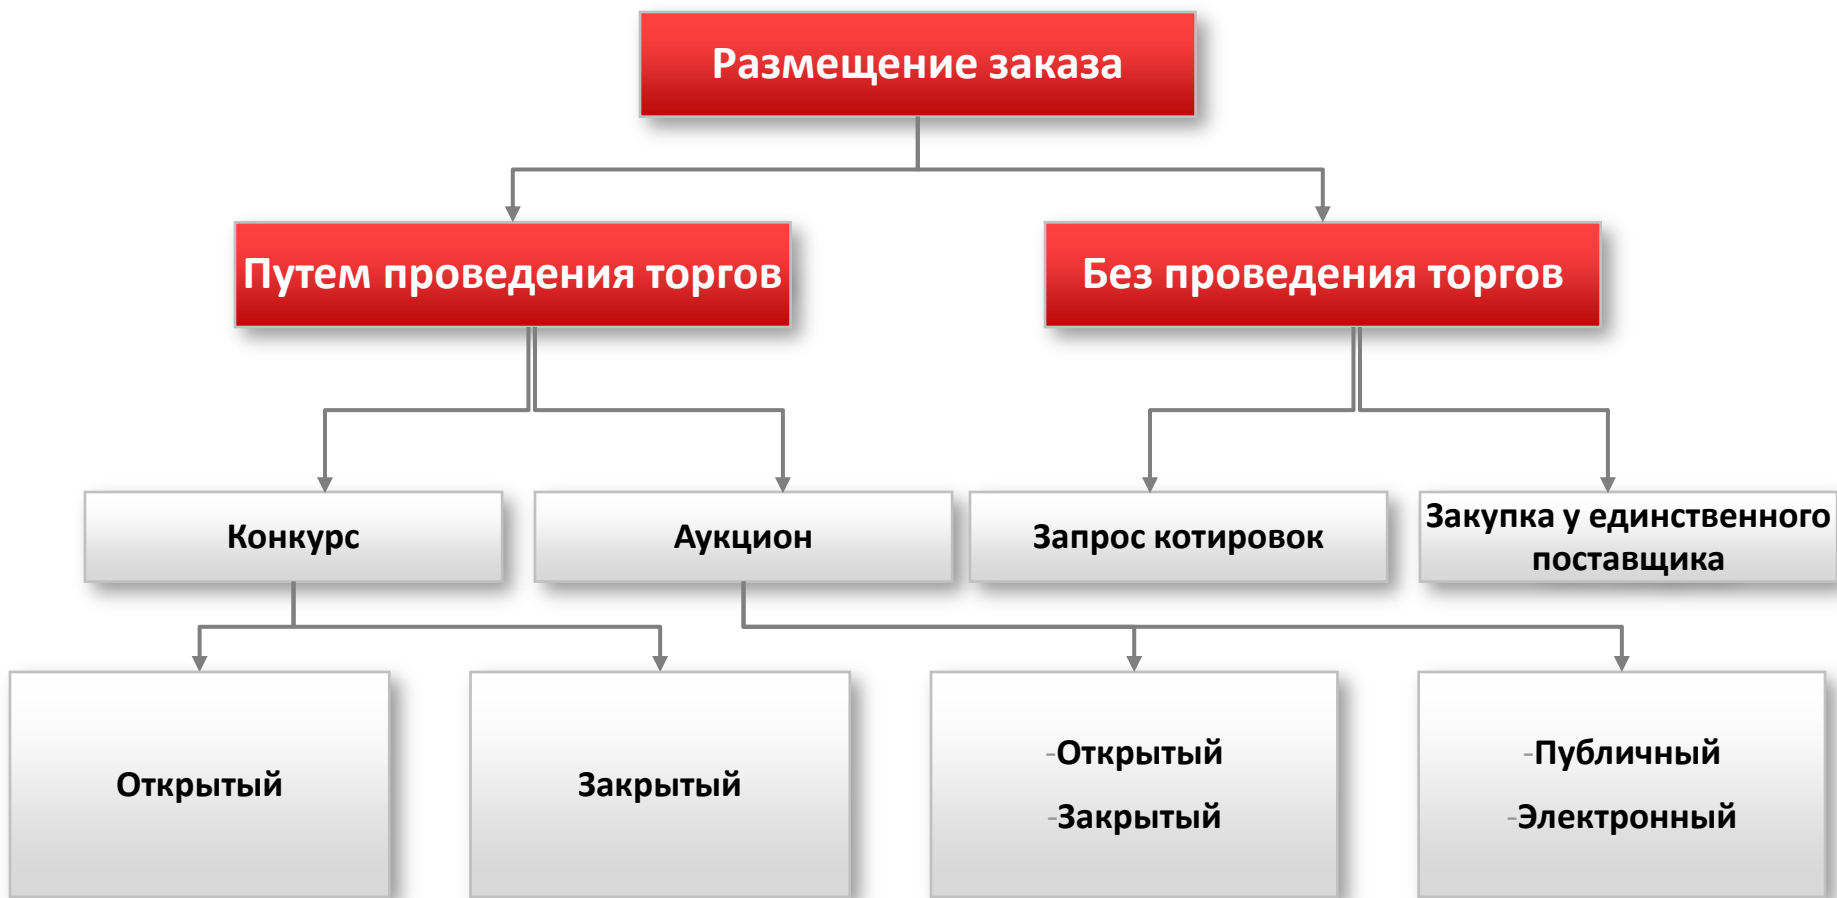 Размещение заказа
Путем проведения торгов
Без проведения торгов
Конкурс
Аукцион
Запрос котировок
Закупка у единственного
поставщика
Открытый
Закрытый
-Открытый
-Закрытый
-Публичный
-Электронный